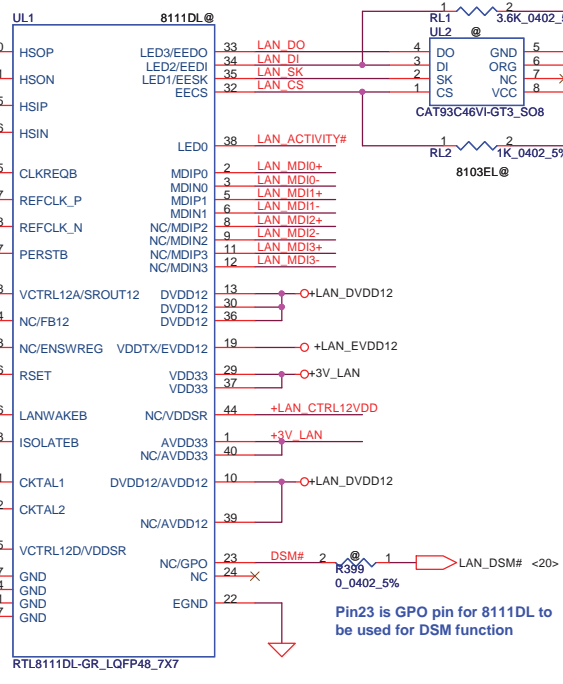 UL1 8111DL@
HSOP
HSON
HSIP
HSIN
CLKREQB
REFCLK_P
REFCLK_N
PERSTB
VCTRL12A/SROUT12
NC/FB12
NC/ENSWREG
RSET
LANWAKEB
ISOLATEB
CKTAL1
CKTAL2
VCTRL12D/VDDSR
GND
GND
GND
GND
LED3/EEDO 33 LAN_DO
LED2/EEDI 34 LAN_DI
LED1/EESK 35 LAN_SK
EECS 32 LAN_CS
LED0 38 LAN_ACTIVITY#
MDIP0 2 LAN_MDI0+
MDIN0 3 LAN_MDI0-
MDIP1 5 LAN_MDI1+
MDIN1 6 LAN_MDI1-
NC/MDIP2 8 LAN_MDI2+
NC/MDIN2 9 LAN_MDI2-
NC/MDIP3 11 LAN_MDI3+
NC/MDIN3 12 LAN_MDI3-
DVDD12 13 +LAN_DVDD12
DVDD12 30
DVDD12 36
VDDTX/EVDD12 19 +LAN_EVDD12
VDD33 29 +3V_LAN
VDD33 37
NC/VDDSR 44 +LAN_CTRL12VDD
AVDD33 1 +3V_LAN
NC/AVDD33 40
DVDD12/AVDD12 10 +LAN_DVDD12
NC/AVDD12 39
NC/GPO 23 DSM# 2 @ 1 LAN_DSM# <20>
NC 24 R399
0_0402_5%
EGND 22
Pin23 is GPO pin for 8111DL to
be used for DSM function
RTL8111DL-GR_LQFP48_7X7
1 2
RL1 3.6K_0402_5
UL2 @
4 DO GND 5
3 DI ORG 6
2 SK NC 7
1 CS VCC 8
CAT93C46VI-GT3_SO8
1 2
RL2 1K_0402_5%
8103EL@